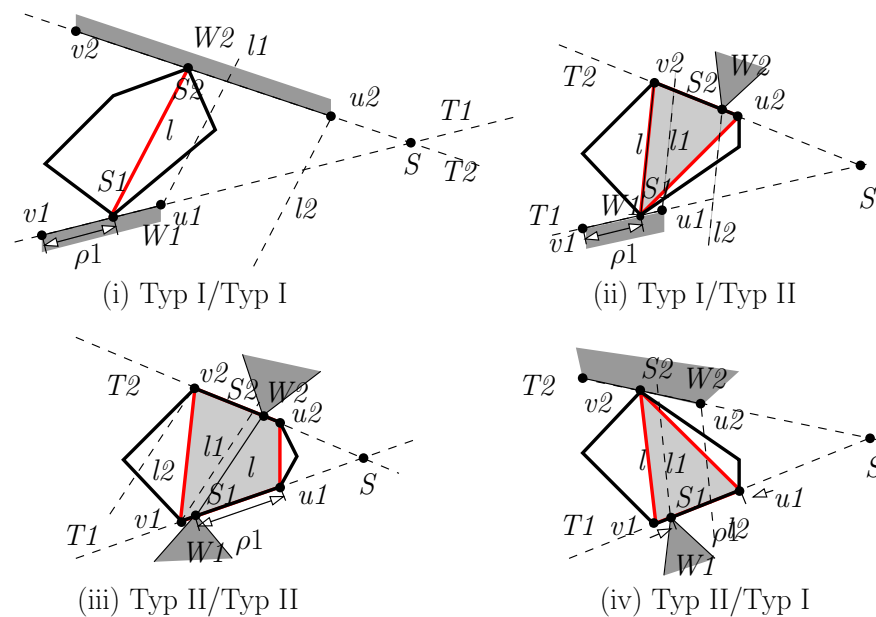 v2
W2
l1
S2
u2
T1
l
S
T2
S1
v1
u1
W1
l2
ρ1
(i) Typ I/Typ I
v2
S2
W2
T2
u2
l
l1
S1
S
W1
T1
v1
u1
l2
ρ1
(ii) Typ I/Typ II
v2
S2
W2
T2
u2
l1
l2
l
S
S1
u1
T1
v1
W1
ρ1
(iii) Typ II/Typ II
S2
W2
T2
v2
u2
l
l1
S
S1
u1
T1
v1
ρ1
l2
W1
(iv) Typ II/Typ I